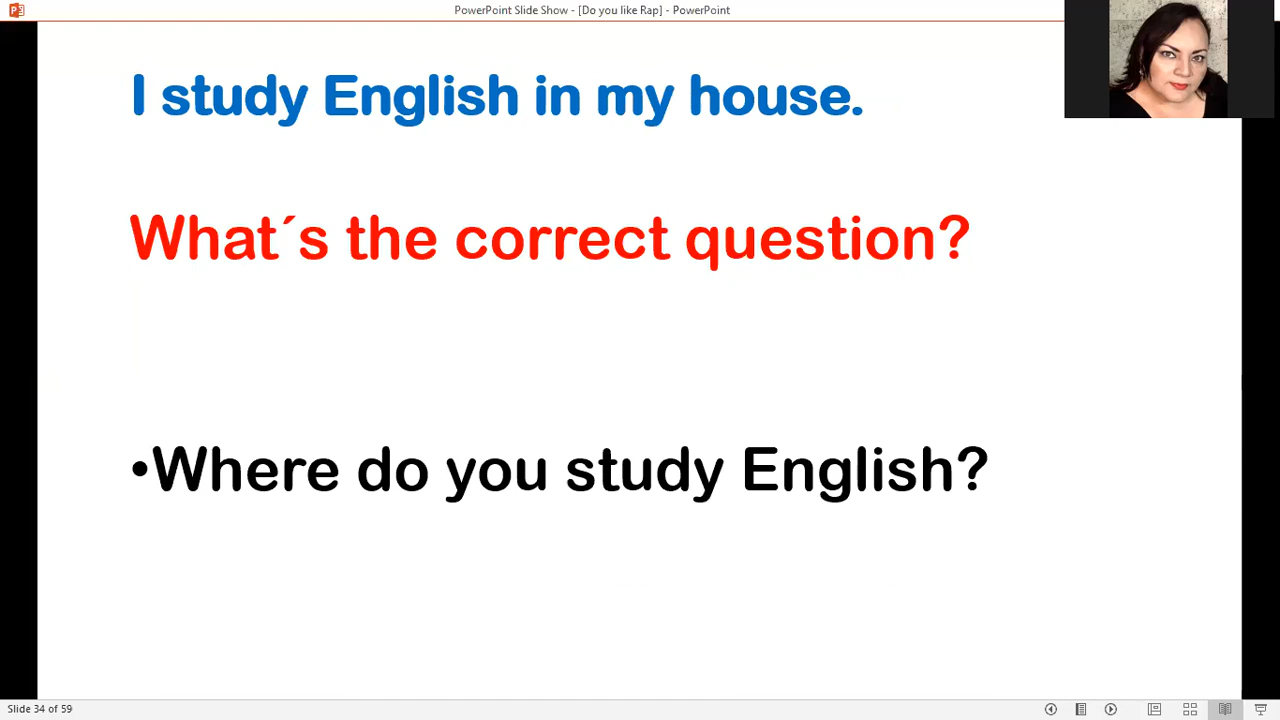 PowerPoint Slide Show - [Do you like Rap] - PowerPoint
I study English in my house.
What´s the correct question?
•Where do you study English?
Slide 34 of 59